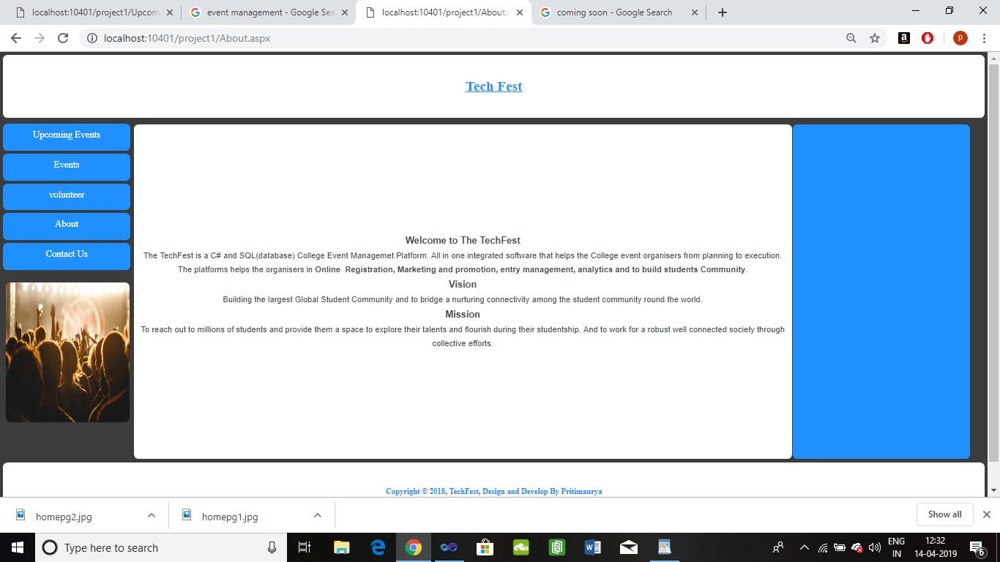 localhost:10401/project1/Upcomi
event management - Google Sea
localhost:10401/project1/About.a
coming soon - Google Search
localhost:10401/project1/About.aspx
a
p
Tech Fest
Upcoming Events
Events
volunteer
About
Contact Us
Welcome to The TechFest
The TechFest is a C# and SQL(database) College Event Managemet Platform. All in one integrated software that helps the College event organisers from planning to execution.
The platforms helps the organisers in Online  Registration, Marketing and promotion, entry management, analytics and to build students Community.
Vision
Building the largest Global Student Community and to bridge a nurturing connectivity among the student community round the world.
Mission
To reach out to millions of students and provide them a space to explore their talents and flourish during their studentship. And to work for a robust well connected society through
collective efforts.
Copyright © 2018, TechFest, Design and Develop By Pritimaurya
homepg2.jpg
homepg1.jpg
Show all
Type here to search
ENG
IN
12:32
14-04-2019
6